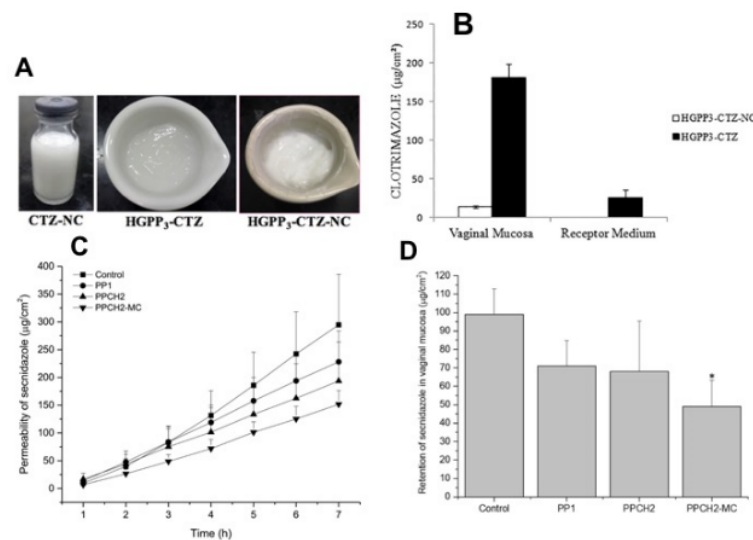 A
CTZ-NC
HGPP₃-CTZ
HGPP₃-CTZ-NC
B
CLOTRIMAZOLE (µg/cm²)
250
200
150
100
50
0
Vaginal Mucosa
Receptor Medium
HGPP3-CTZ-NC
HGPP3-CTZ
C
Permeability of secnidazole (µg/cm²)
400
350
300
250
200
150
100
50
0
Control
PP1
PPCH2
PPCH2-MC
1 2 3 4 5 6 7
Time (h)
D
Retention of secnidazole in vaginal mucosa (µg/cm²)
120
110
100
90
80
70
60
50
40
30
20
10
0
*
Control
PP1
PPCH2
PPCH2-MC